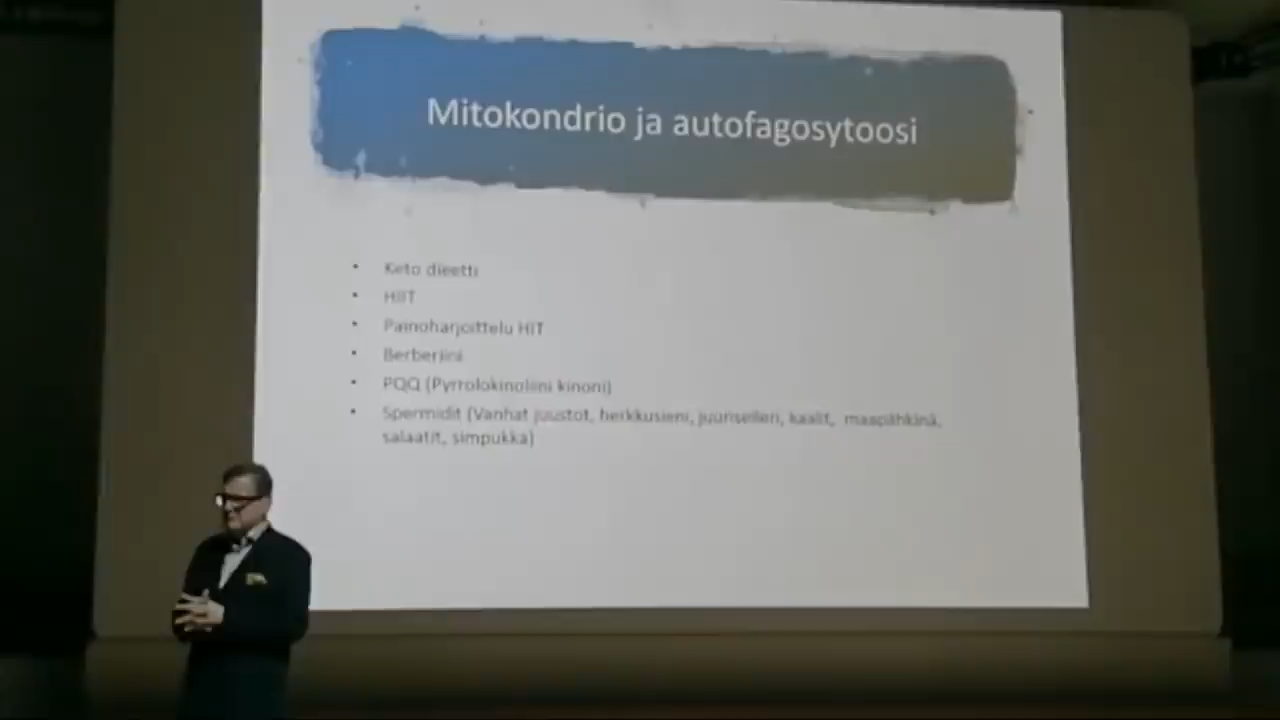 Mitokondrio ja autofagosytoosi
• Keto dieetti
• HIIT
• Painoharjoittelu HIT
• Berberiini
• PQQ (Pyrrolokinoliini kinoni)
• Spermidit (Vanhat juustot, herkkusieni, juuriselleri, kaalit, maapähkinä,
salaatit, simpukka)